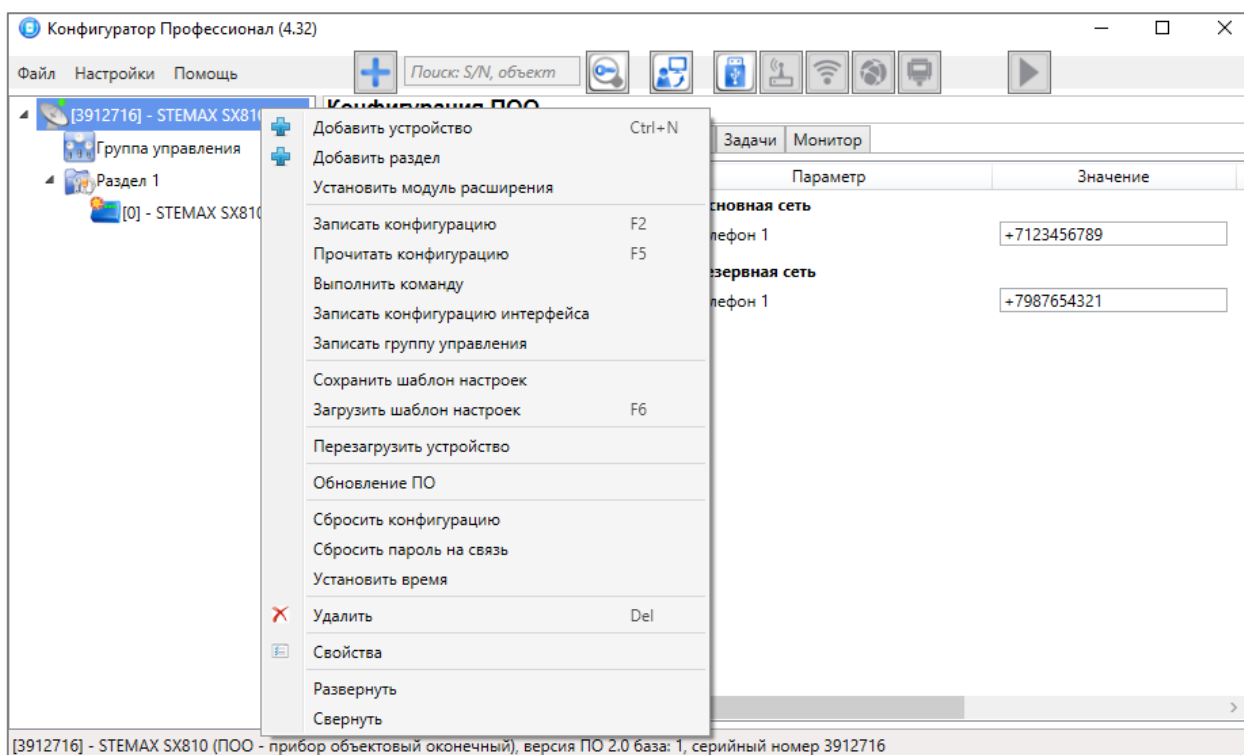 Конфигуратор Профессионал (4.32)
Файл Настройки Помощь
Поиск: S/N, объект
[3912716] - STEMAX SX810
Группа управления
Раздел 1
[0] - STEMAX SX810
Конфигурация ПОО
Задачи Монитор
Параметр Значение
сновная сеть
лефон 1 +7123456789
езервная сеть
лефон 1 +7987654321
Добавить устройство Ctrl+N
Добавить раздел
Установить модуль расширения
Записать конфигурацию F2
Прочитать конфигурацию F5
Выполнить команду
Записать конфигурацию интерфейса
Записать группу управления
Сохранить шаблон настроек
Загрузить шаблон настроек F6
Перезагрузить устройство
Обновление ПО
Сбросить конфигурацию
Сбросить пароль на связь
Установить время
Удалить Del
Свойства
Развернуть
Свернуть
[3912716] - STEMAX SX810 (ПОО - прибор объектовый оконечный), версия ПО 2.0 база: 1, серийный номер 3912716